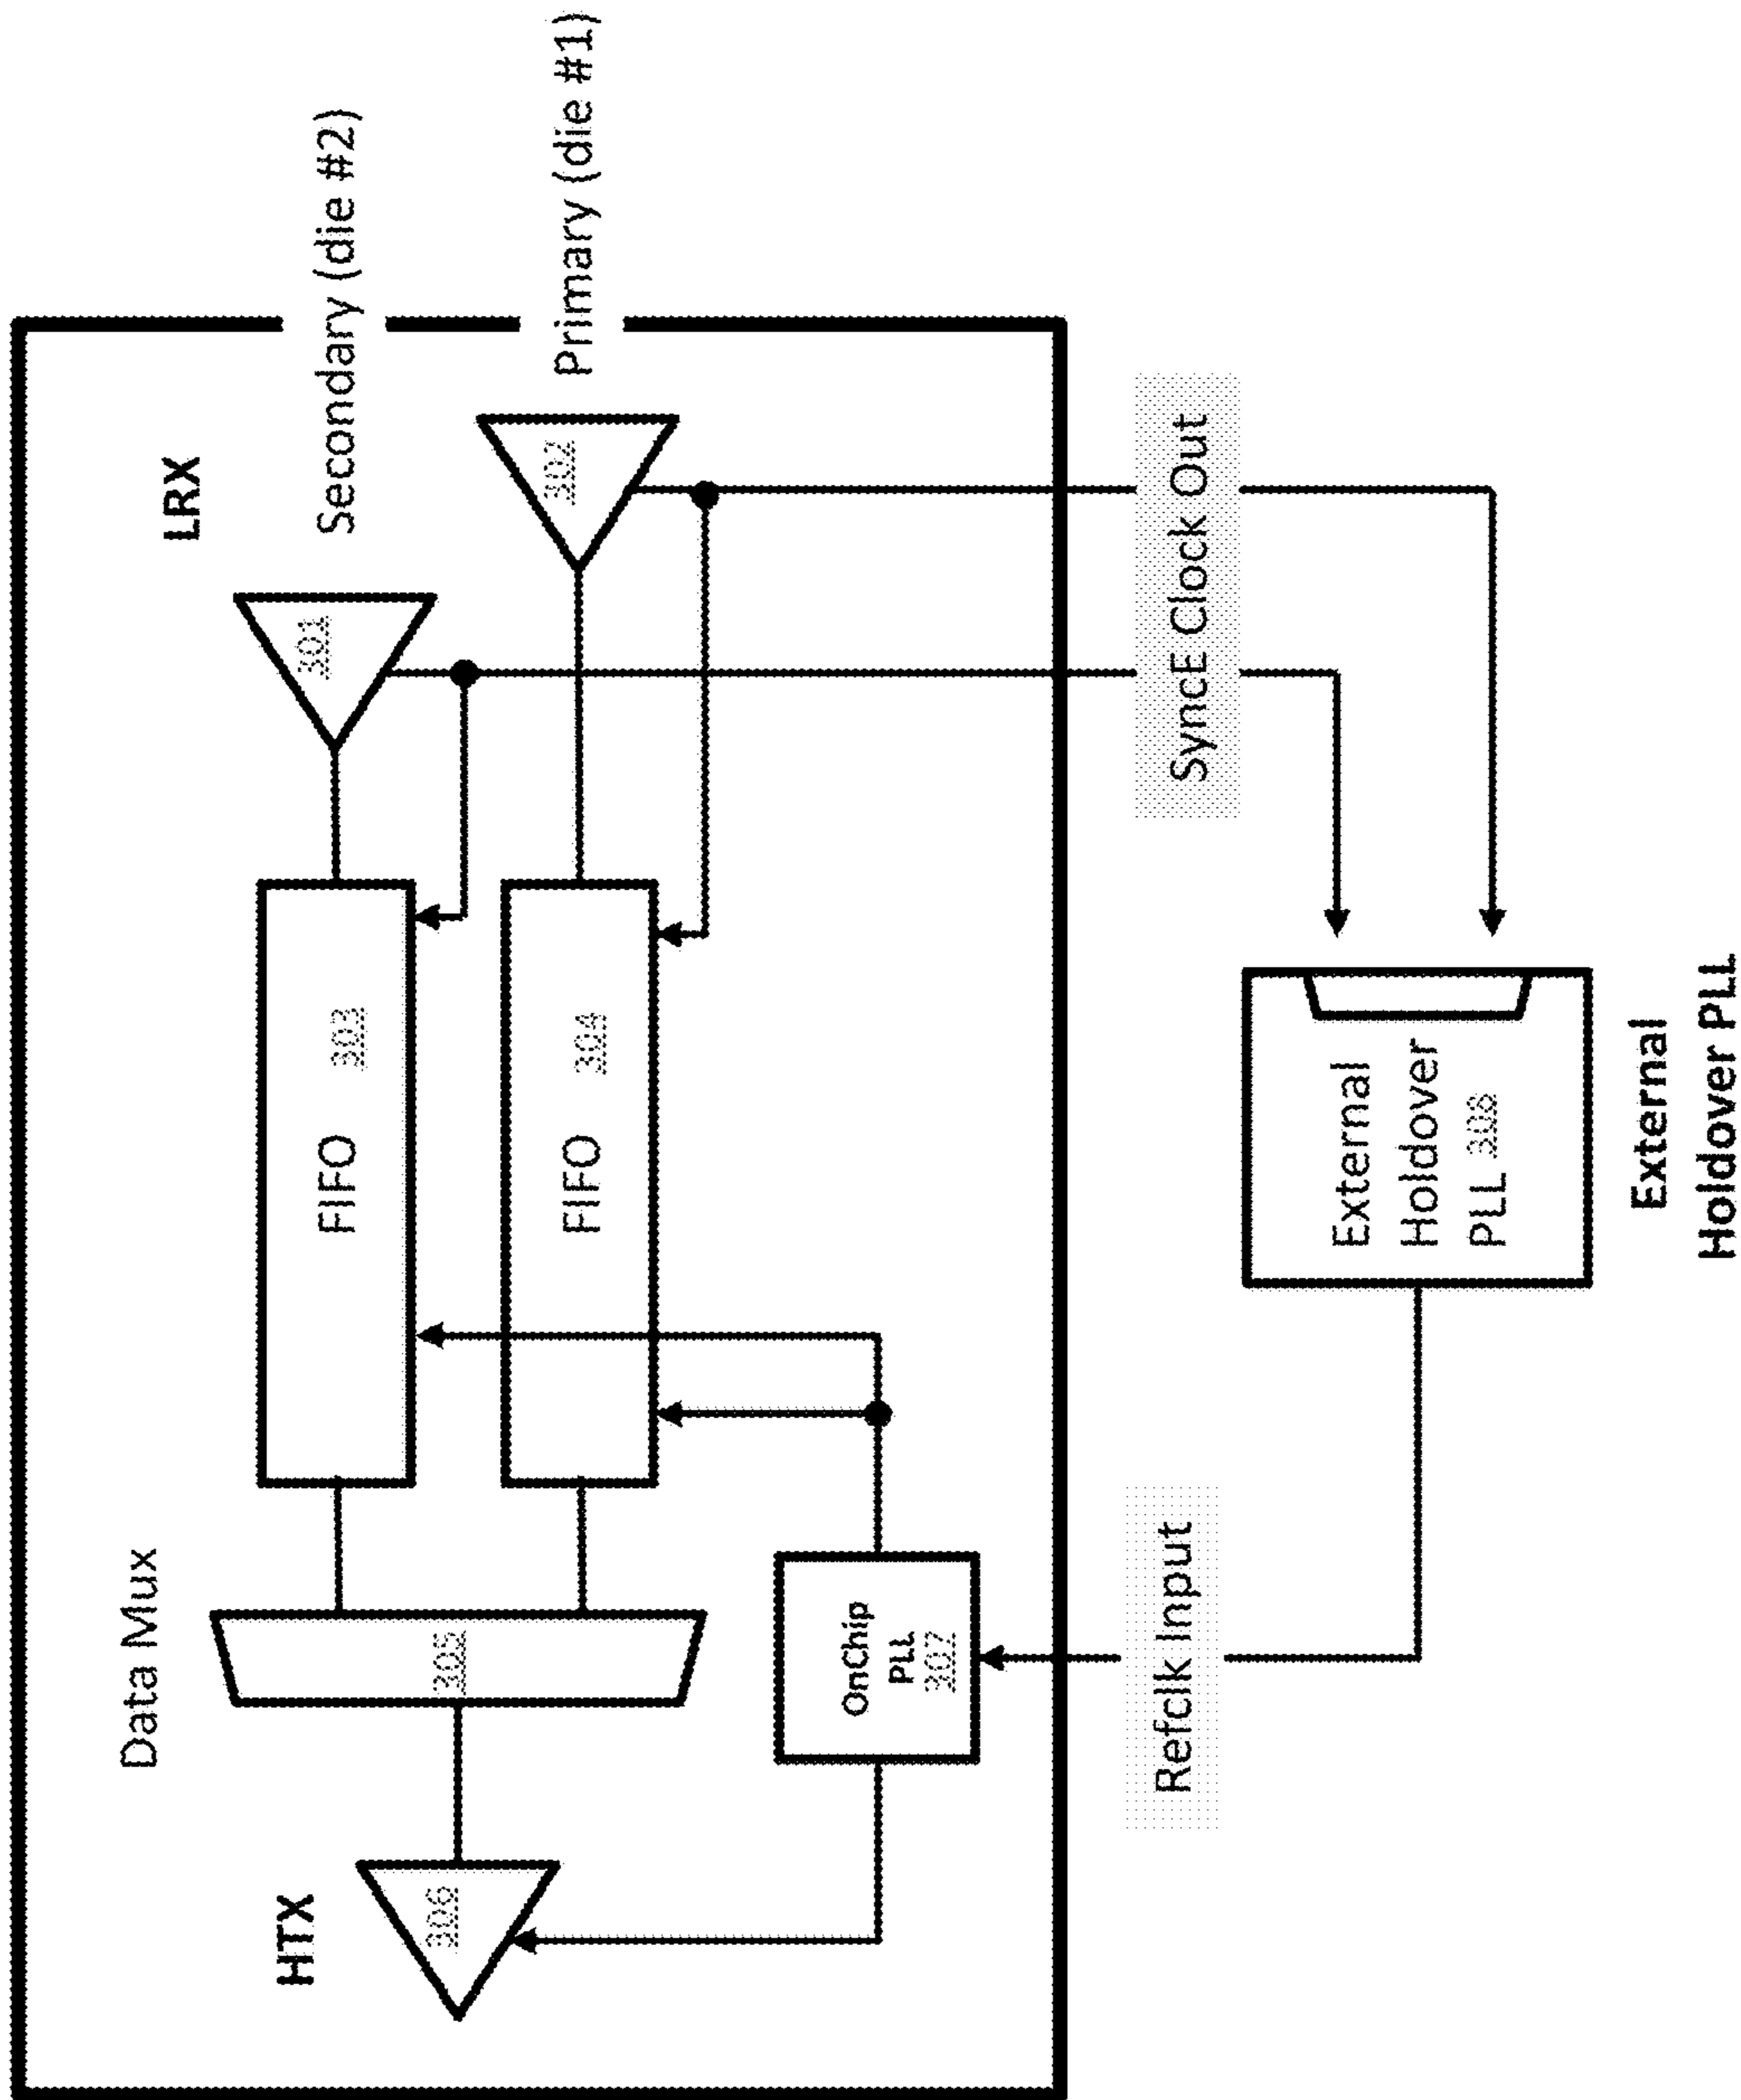 LRX
Secondary (die #2)
Primary (die #1)
301
302
FIFO 303
FIFO 304
Data Mux
305
HTX
306
OnChip
PLL
307
SyncE Clock Out
Refclk Input
External
Holdover
PLL 308
External
Holdover PLL